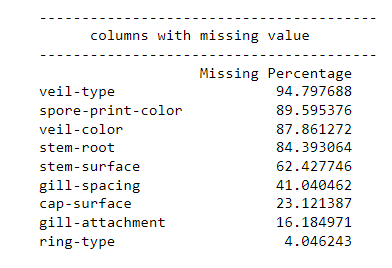 ----------------------------------------
columns with missing value
----------------------------------------
Missing Percentage
veil-type 94.797688
spore-print-color 89.595376
veil-color 87.861272
stem-root 84.393064
stem-surface 62.427746
gill-spacing 41.040462
cap-surface 23.121387
gill-attachment 16.184971
ring-type 4.046243